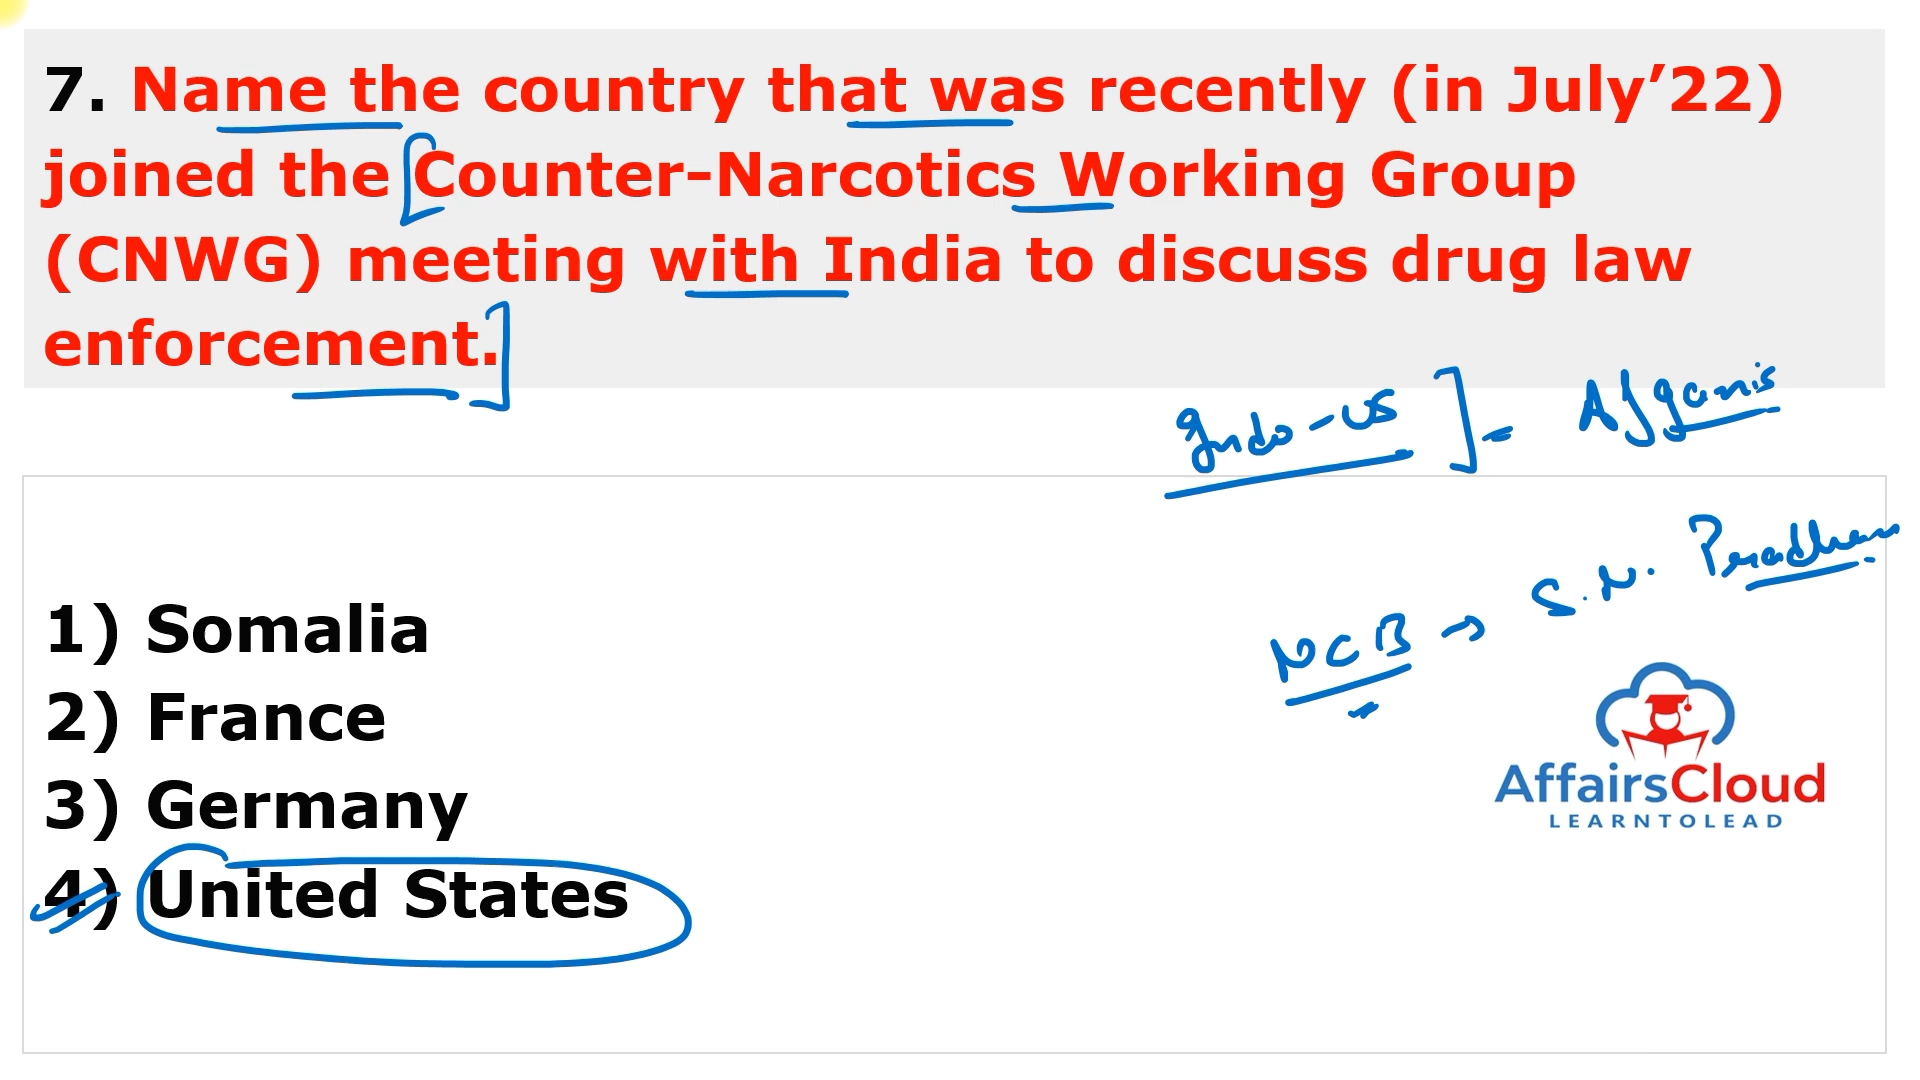 7. Name the country that was recently (in July’22)
joined the Counter-Narcotics Working Group
(CNWG) meeting with India to discuss drug law
enforcement.
Indo-US ] = Afganis
NCB → S.N. Pradhan
1) Somalia
2) France
3) Germany
4) United States
AffairsCloud
LEARNTOLEAD